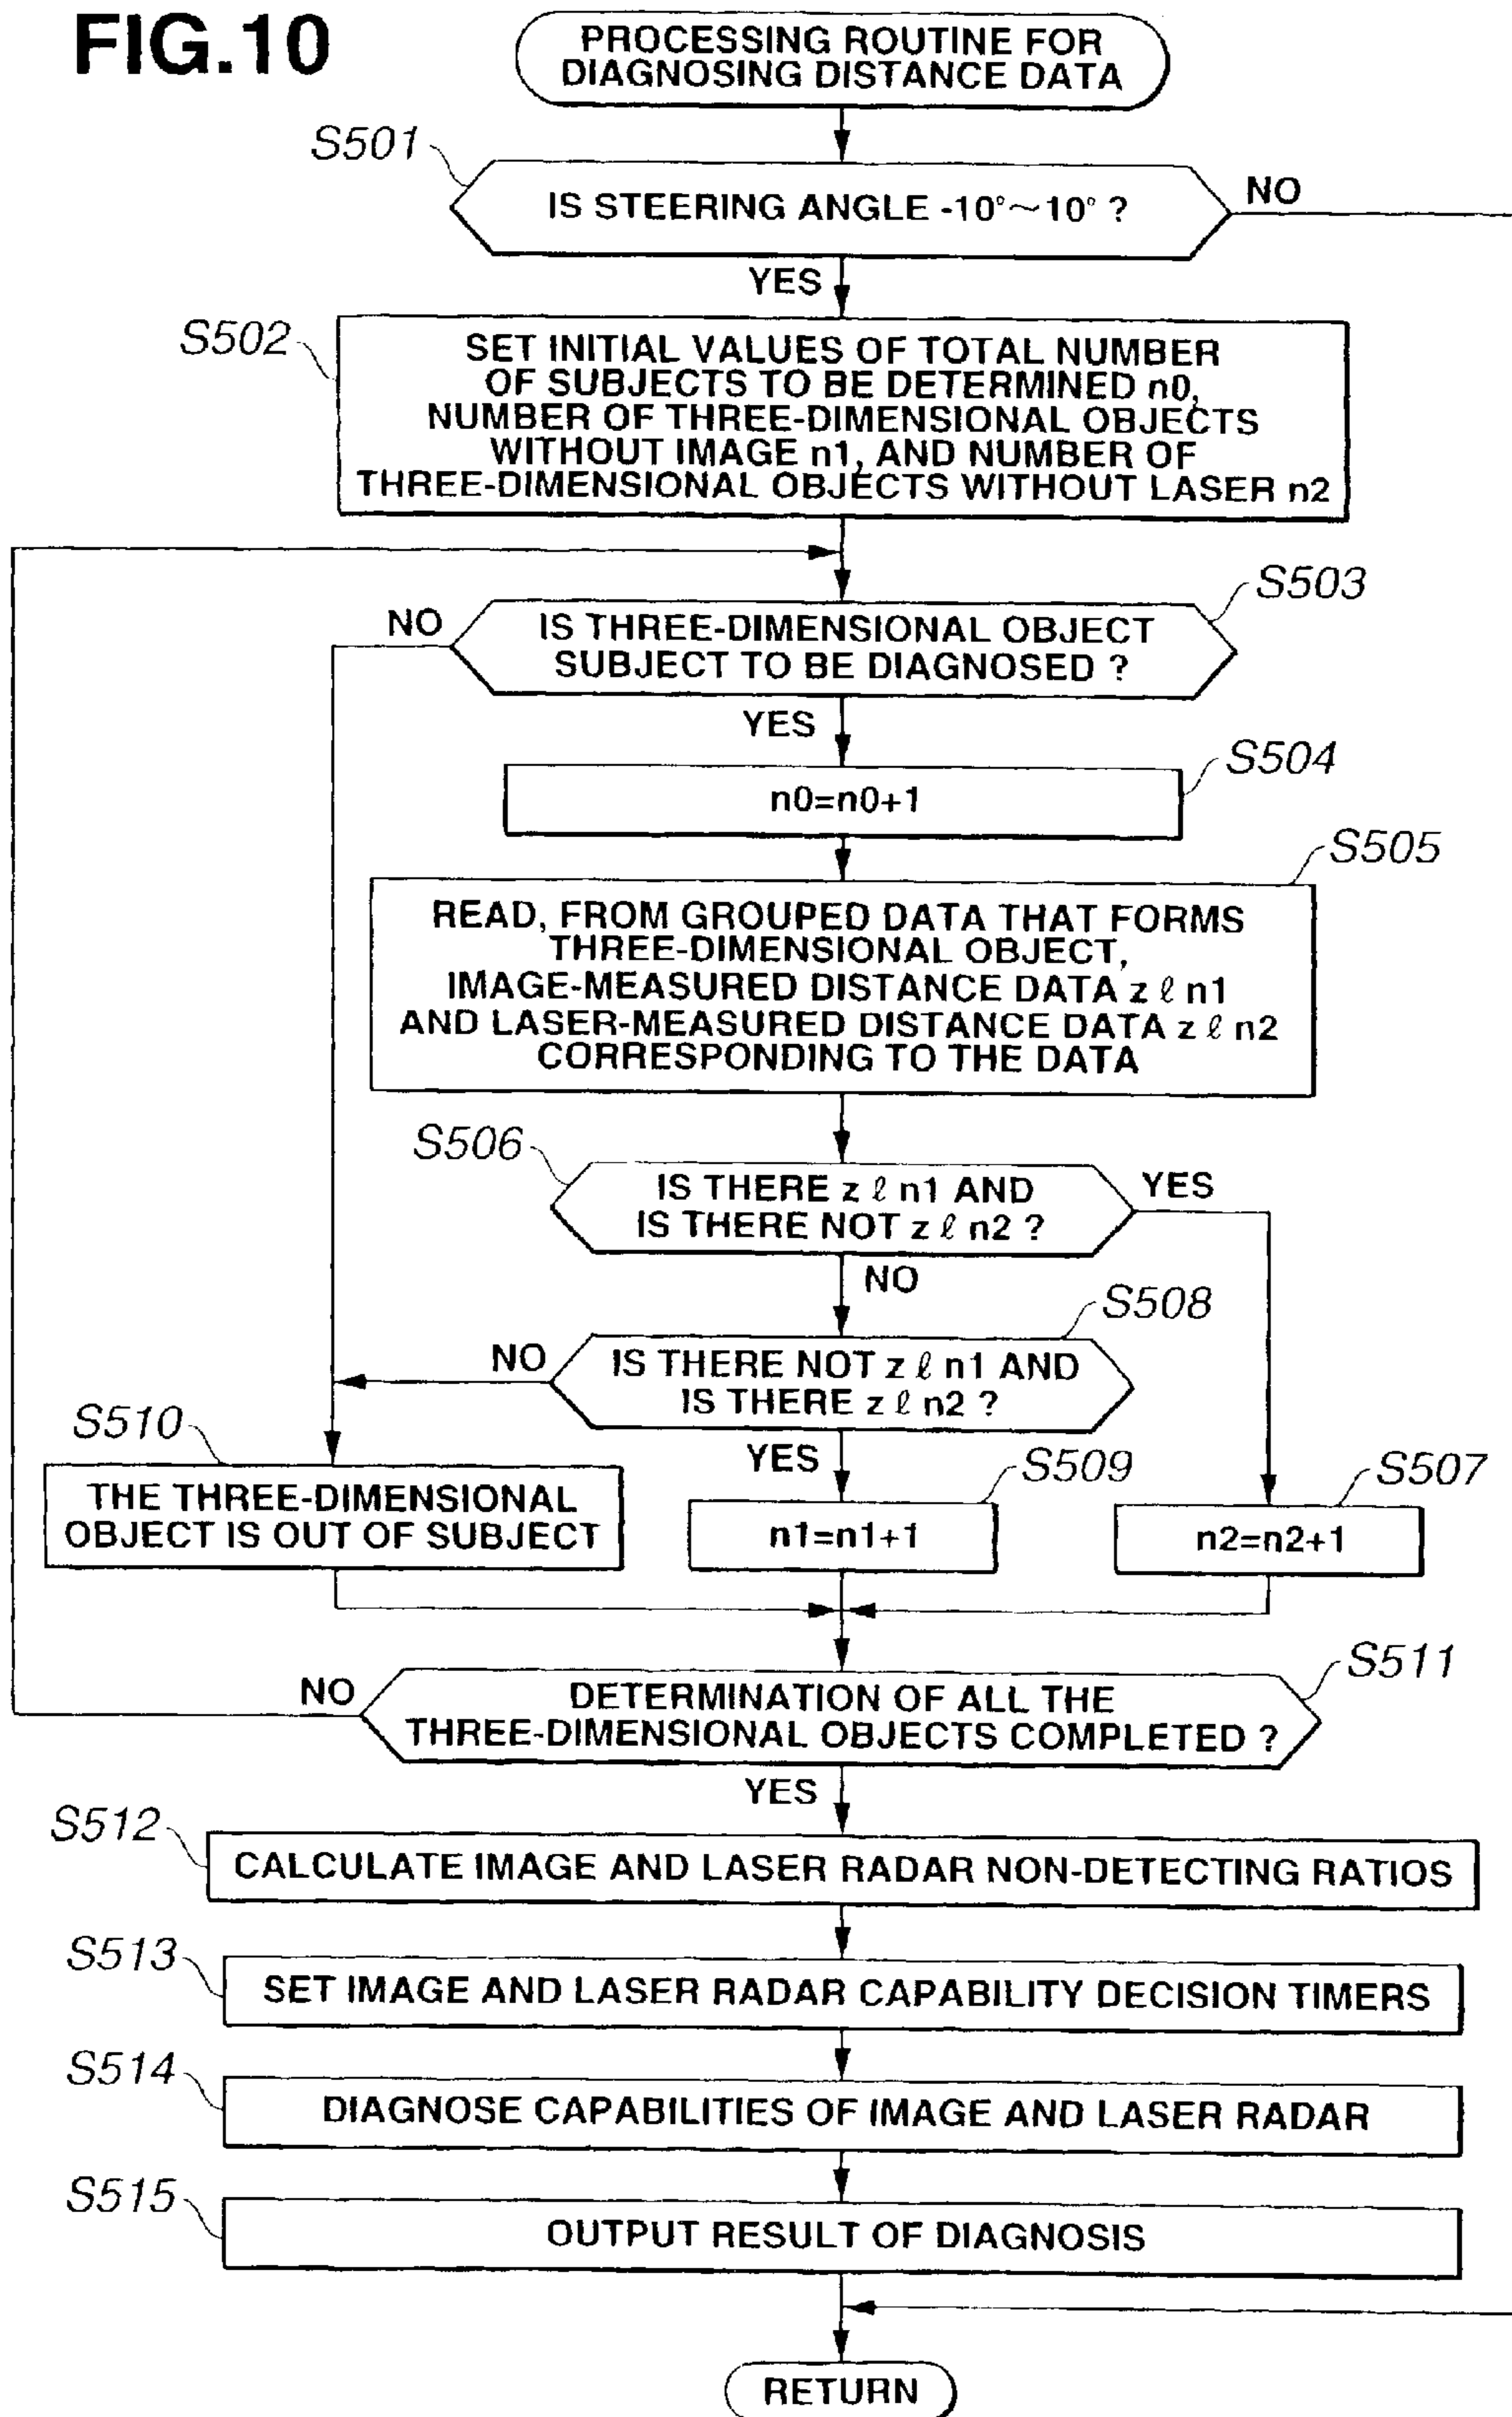 FIG.10
PROCESSING ROUTINE FOR
DIAGNOSING DISTANCE DATA
S501
IS STEERING ANGLE -10°~10° ?
NO
YES
S502
SET INITIAL VALUES OF TOTAL NUMBER
OF SUBJECTS TO BE DETERMINED n0,
NUMBER OF THREE-DIMENSIONAL OBJECTS
WITHOUT IMAGE n1, AND NUMBER OF
THREE-DIMENSIONAL OBJECTS WITHOUT LASER n2
S503
NO
IS THREE-DIMENSIONAL OBJECT
SUBJECT TO BE DIAGNOSED ?
YES
S504
n0=n0+1
S505
READ, FROM GROUPED DATA THAT FORMS
THREE-DIMENSIONAL OBJECT,
IMAGE-MEASURED DISTANCE DATA z ℓ n1
AND LASER-MEASURED DISTANCE DATA z ℓ n2
CORRESPONDING TO THE DATA
S506
IS THERE z ℓ n1 AND
IS THERE NOT z ℓ n2 ?
YES
NO
S508
NO
IS THERE NOT z ℓ n1 AND
IS THERE z ℓ n2 ?
YES
S510
THE THREE-DIMENSIONAL
OBJECT IS OUT OF SUBJECT
S509
n1=n1+1
S507
n2=n2+1
S511
NO
DETERMINATION OF ALL THE
THREE-DIMENSIONAL OBJECTS COMPLETED ?
YES
S512
CALCULATE IMAGE AND LASER RADAR NON-DETECTING RATIOS
S513
SET IMAGE AND LASER RADAR CAPABILITY DECISION TIMERS
S514
DIAGNOSE CAPABILITIES OF IMAGE AND LASER RADAR
S515
OUTPUT RESULT OF DIAGNOSIS
RETURN